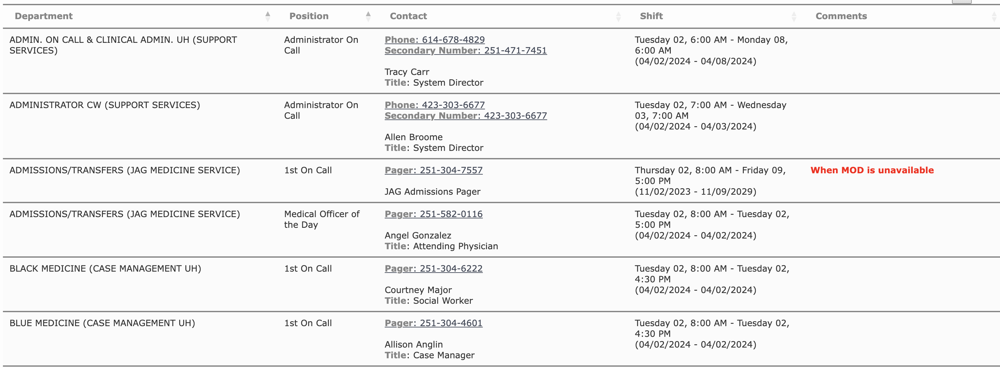 Department Position Contact Shift Comments
ADMIN. ON CALL & CLINICAL ADMIN. UH (SUPPORT
SERVICES)
Administrator On
Call
Phone: 614-678-4829
Secondary Number: 251-471-7451
Tracy Carr
Title: System Director
Tuesday 02, 6:00 AM - Monday 08,
6:00 AM
(04/02/2024 - 04/08/2024)
ADMINISTRATOR CW (SUPPORT SERVICES)
Administrator On
Call
Phone: 423-303-6677
Secondary Number: 423-303-6677
Allen Broome
Title: System Director
Tuesday 02, 7:00 AM - Wednesday
03, 7:00 AM
(04/02/2024 - 04/03/2024)
ADMISSIONS/TRANSFERS (JAG MEDICINE SERVICE)
1st On Call
Pager: 251-304-7557
JAG Admissions Pager
Thursday 02, 8:00 AM - Friday 09,
5:00 PM
(11/02/2023 - 11/09/2029)
When MOD is unavailable
ADMISSIONS/TRANSFERS (JAG MEDICINE SERVICE)
Medical Officer of
the Day
Pager: 251-582-0116
Angel Gonzalez
Title: Attending Physician
Tuesday 02, 8:00 AM - Tuesday 02,
5:00 PM
(04/02/2024 - 04/02/2024)
BLACK MEDICINE (CASE MANAGEMENT UH)
1st On Call
Pager: 251-304-6222
Courtney Major
Title: Social Worker
Tuesday 02, 8:00 AM - Tuesday 02,
4:30 PM
(04/02/2024 - 04/02/2024)
BLUE MEDICINE (CASE MANAGEMENT UH)
1st On Call
Pager: 251-304-4601
Allison Anglin
Title: Case Manager
Tuesday 02, 8:00 AM - Tuesday 02,
4:30 PM
(04/02/2024 - 04/02/2024)